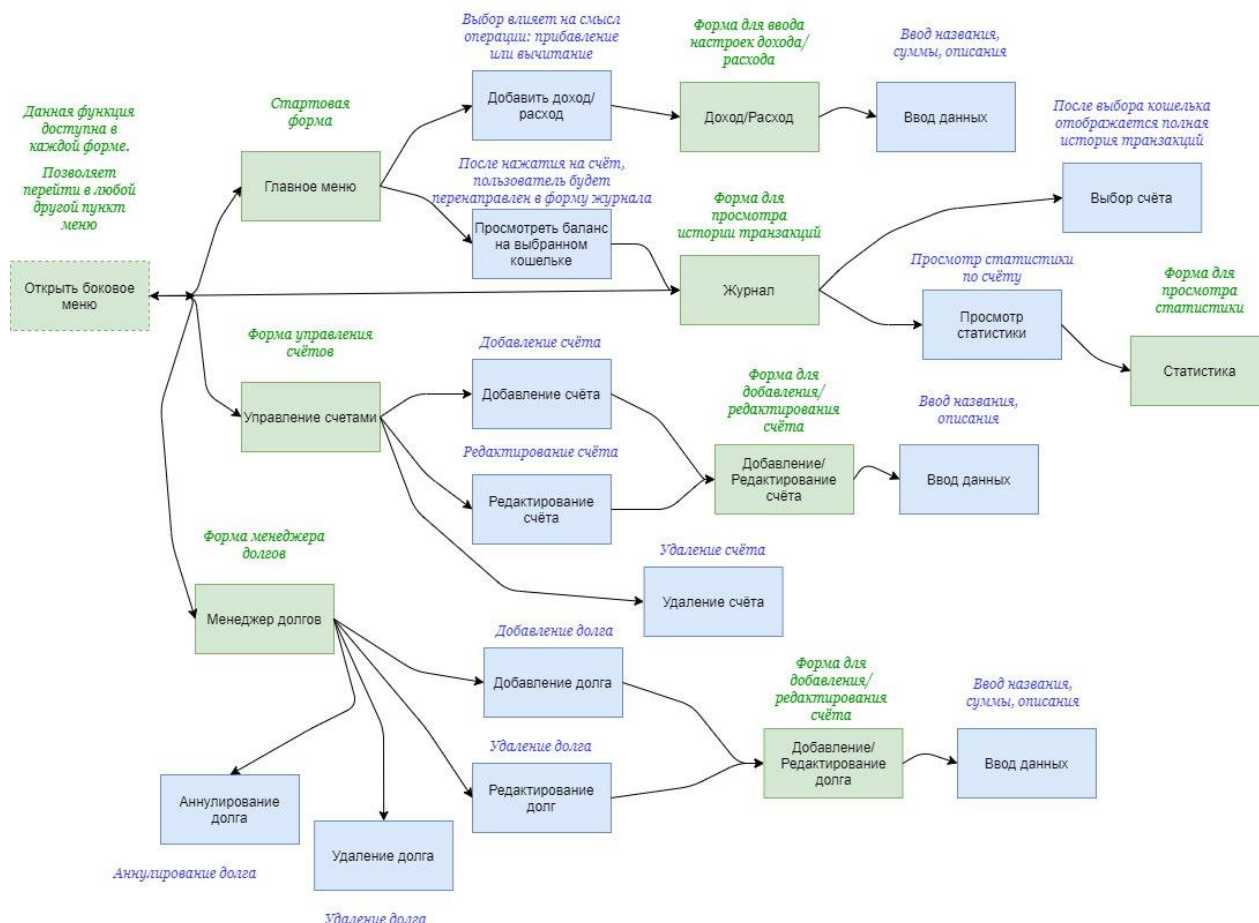 Выбор влияет на смысл
операции: прибавление
или вычитание
Форма для ввода
настроек дохода/
расхода
Ввод названия,
суммы, описания
Данная функция
доступна в
каждой форме.
Позволяет
перейти в любой
другой пункт
меню
Стартовая
форма
Добавить доход/
расход
Доход/Расход
Ввод данных
После выбора кошелька
отображается полная
история транзакций
Главное меню
После нажатия на счёт,
пользователь будет
перенаправлен в форму журнала
Форма для
просмотра
истории транзакций
Выбор счёта
Просмотреть баланс
на выбранном
кошельке
Открыть боковое
меню
Журнал
Просмотр статистики
по счёту
Просмотр
статистики
Форма для
просмотра
статистики
Статистика
Форма управления
счётов
Добавление счёта
Форма для
добавления/
редактирования
счёта
Ввод названия,
описания
Управление счетами
Добавление счёта
Редактирование счёта
Редактирование
счёта
Добавление/
Редактирование
счёта
Ввод данных
Форма менеджера
долгов
Удаление счёта
Удаление счёта
Менеджер долгов
Добавление долга
Добавление долга
Форма для
добавления/
редактирования
счёта
Ввод названия,
суммы, описания
Удаление долга
Редактирование
долг
Добавление/
Редактирование
долга
Ввод данных
Аннулирование
долга
Аннулирование долга
Удаление долга
Удаление долга